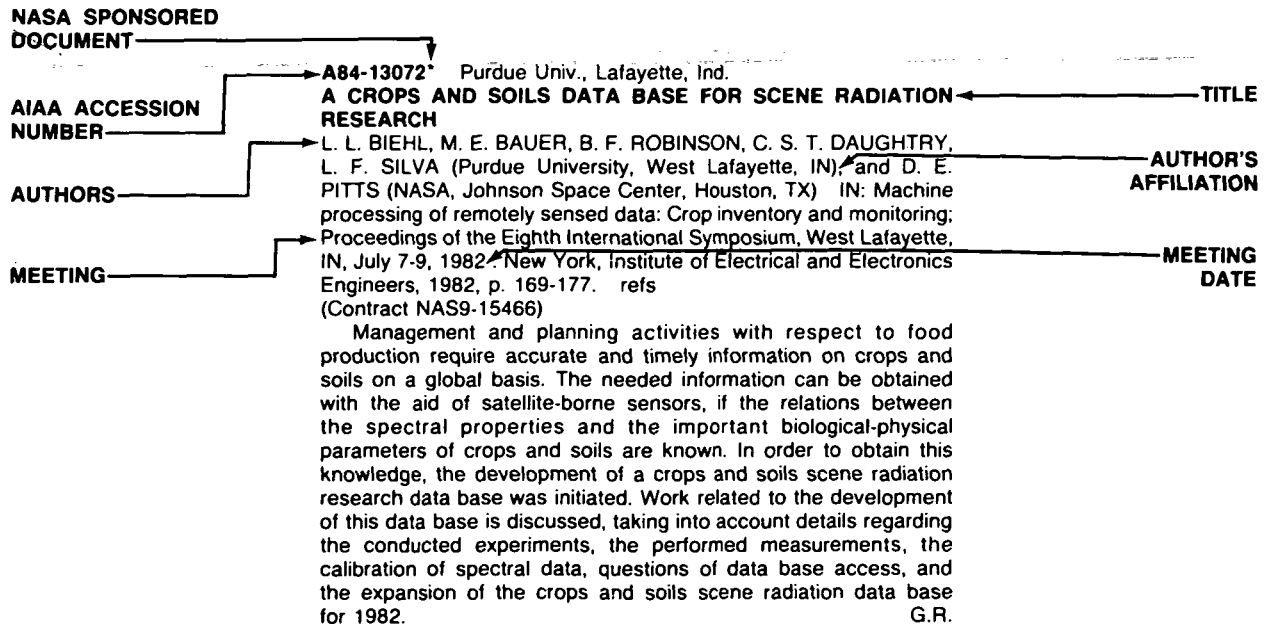 NASA SPONSORED
DOCUMENT
A84-13072* Purdue Univ., Lafayette, Ind.
A CROPS AND SOILS DATA BASE FOR SCENE RADIATION
RESEARCH
TITLE
AIAA ACCESSION
NUMBER
L. L. BIEHL, M. E. BAUER, B. F. ROBINSON, C. S. T. DAUGHTRY,
L. F. SILVA (Purdue University, West Lafayette, IN), and D. E.
PITTS (NASA, Johnson Space Center, Houston, TX) IN: Machine
processing of remotely sensed data: Crop inventory and monitoring;
Proceedings of the Eighth International Symposium, West Lafayette,
IN, July 7-9, 1982 . New York, Institute of Electrical and Electronics
Engineers, 1982, p. 169-177. refs
(Contract NAS9-15466)
AUTHORS
AUTHOR'S
AFFILIATION
MEETING
MEETING
DATE
Management and planning activities with respect to food
production require accurate and timely information on crops and
soils on a global basis. The needed information can be obtained
with the aid of satellite-borne sensors, if the relations between
the spectral properties and the important biological-physical
parameters of crops and soils are known. In order to obtain this
knowledge, the development of a crops and soils scene radiation
research data base was initiated. Work related to the development
of this data base is discussed, taking into account details regarding
the conducted experiments, the performed measurements, the
calibration of spectral data, questions of data base access, and
the expansion of the crops and soils scene radiation data base
for 1982. G.R.